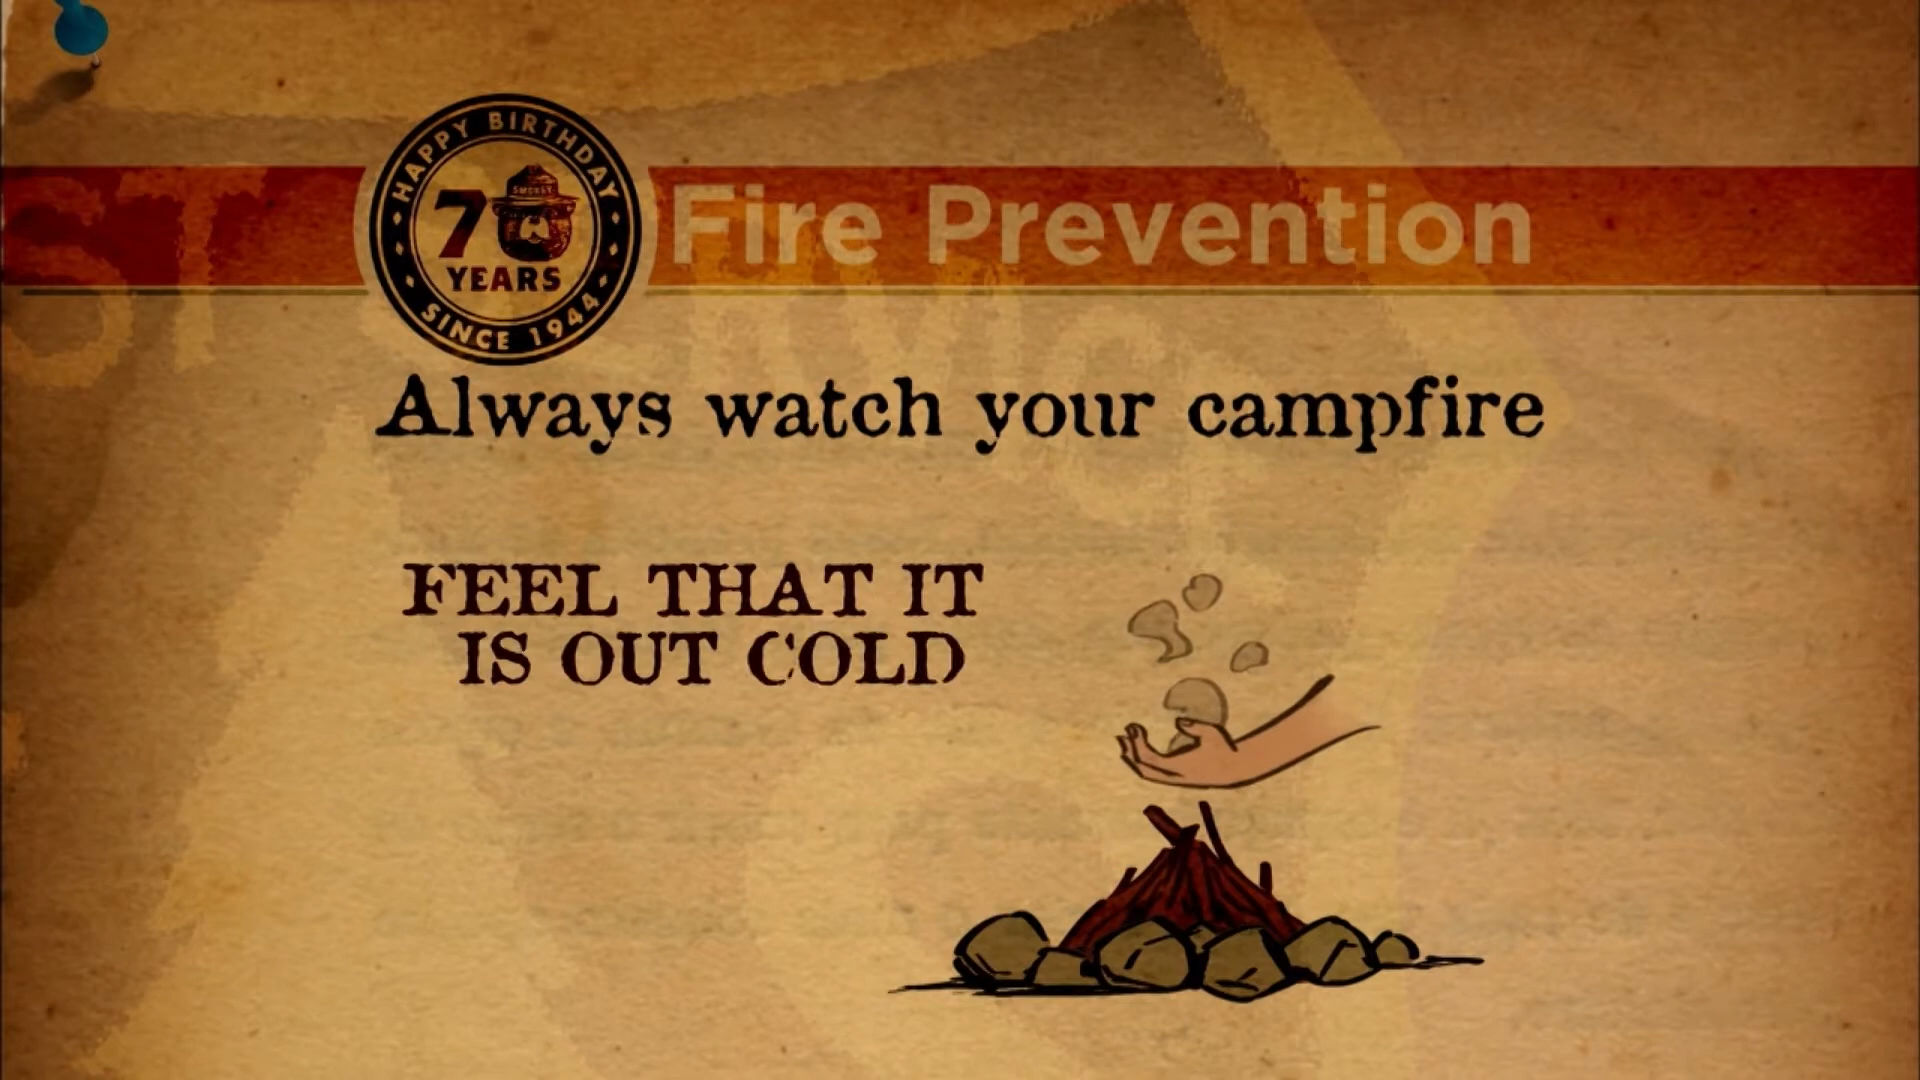 HAPPY BIRTHDAY
SMOKEY
70
YEARS
SINCE 1944
Fire Prevention
Always watch your campfire
FEEL THAT IT
IS OUT COLD